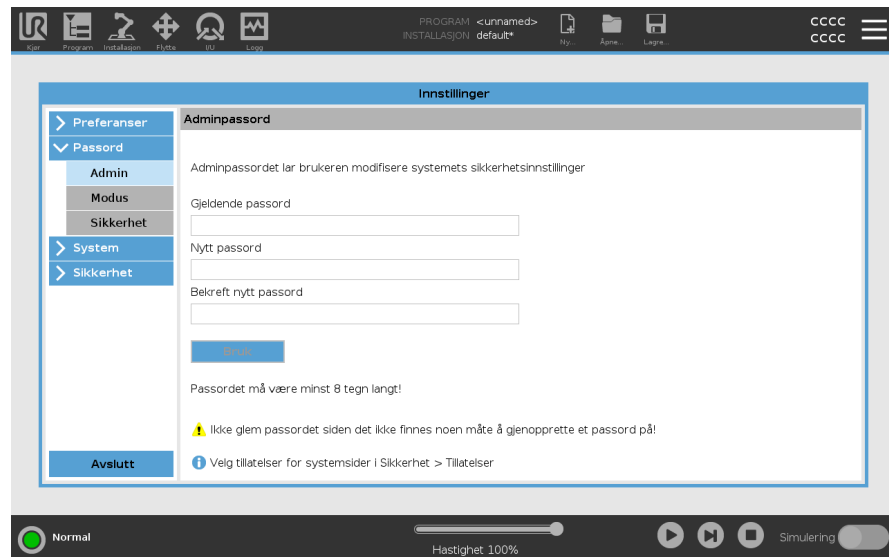 UR
PROGRAM <unnamed>
INSTALLASJON default*
CCCC
CCCC
Kjør Program Installasjon Flytte I/U Logg Ny... Åpne... Lagre...
Innstillinger
Preferanser
Passord
Admin
Modus
Sikkerhet
System
Sikkerhet
Avslutt
Adminpassord
Adminpassordet lar brukeren modifisere systemets sikkerhetsinnstillinger
Gjeldende passord
Nytt passord
Bekreft nytt passord
Bruk
Passordet må være minst 8 tegn langt!
Ikke glem passordet siden det ikke finnes noen måte å gjenopprette et passord på!
Velg tillatelser for systemsider i Sikkerhet > Tillatelser
Normal
Hastighet 100%
Simulering